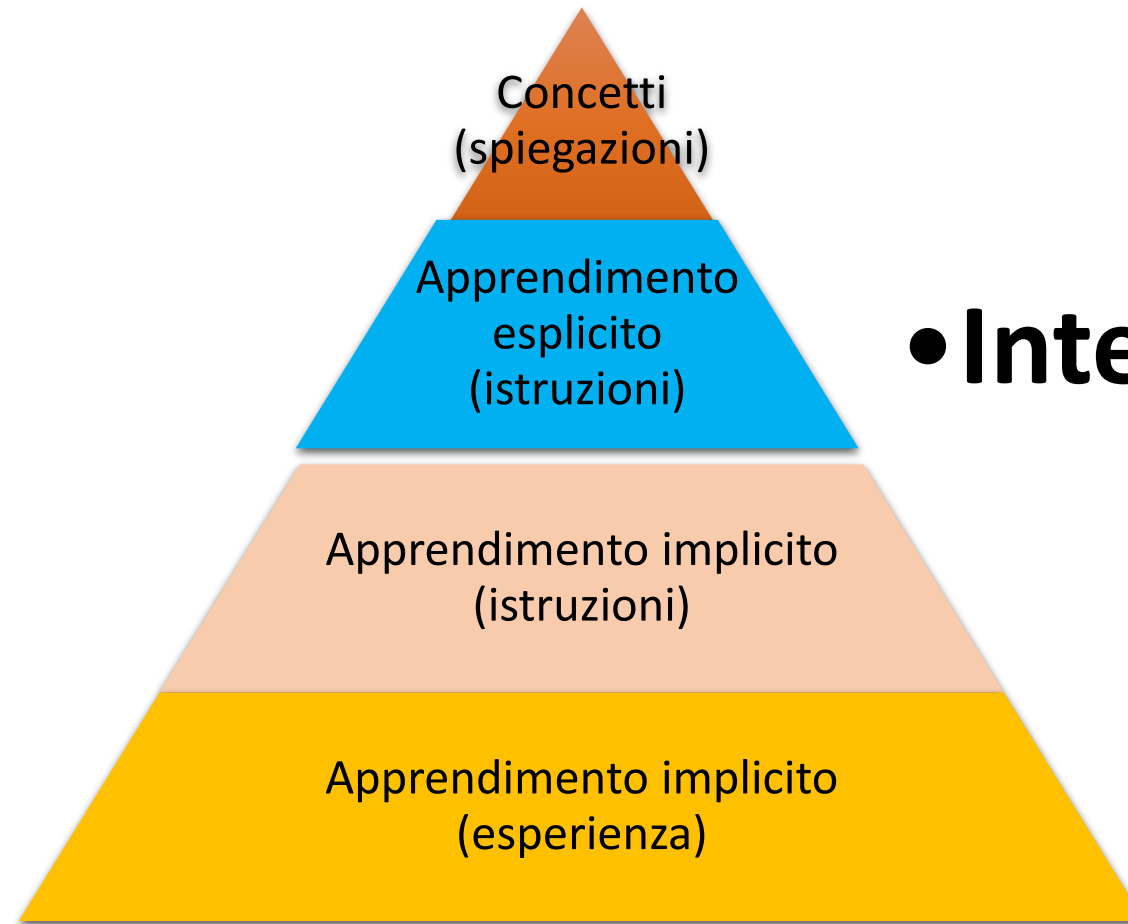 Concetti
(spiegazioni)
Apprendimento
esplicito
(istruzioni)
•Inte
Apprendimento implicito
(istruzioni)
Apprendimento implicito
(esperienza)